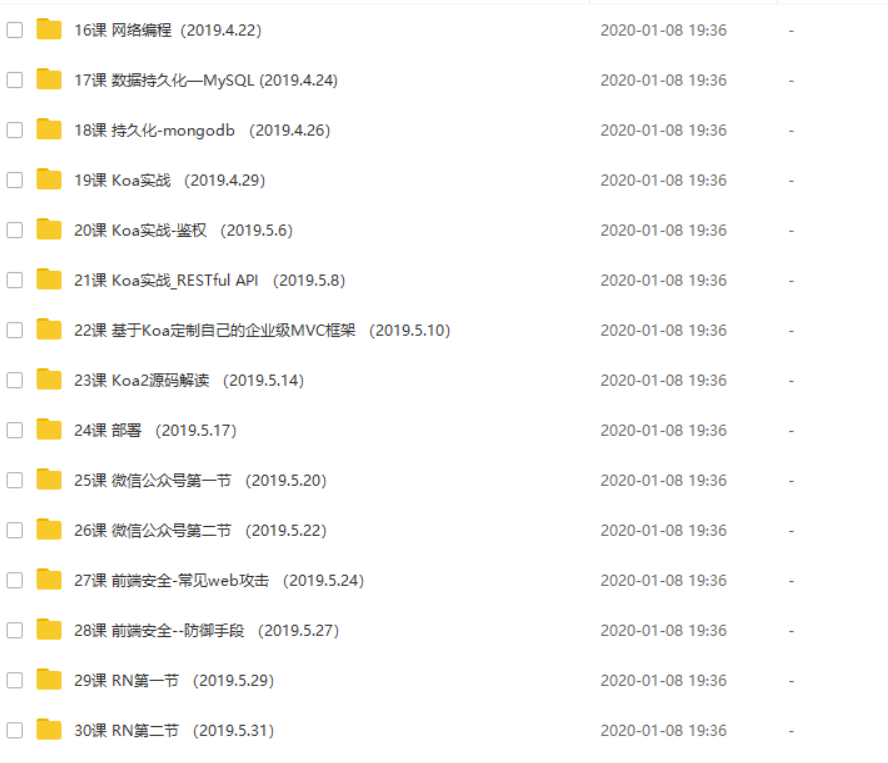 16课 网络编程（2019.4.22） 2020-01-08 19:36 -
17课 数据持久化—MySQL (2019.4.24) 2020-01-08 19:36 -
18课 持久化-mongodb （2019.4.26） 2020-01-08 19:36 -
19课 Koa实战 （2019.4.29） 2020-01-08 19:36 -
20课 Koa实战-鉴权 （2019.5.6） 2020-01-08 19:36 -
21课 Koa实战_RESTful API （2019.5.8） 2020-01-08 19:36 -
22课 基于Koa定制自己的企业级MVC框架 （2019.5.10） 2020-01-08 19:36 -
23课 Koa2源码解读 （2019.5.14） 2020-01-08 19:36 -
24课 部署 （2019.5.17） 2020-01-08 19:36 -
25课 微信公众号第一节 （2019.5.20） 2020-01-08 19:36 -
26课 微信公众号第二节 （2019.5.22） 2020-01-08 19:36 -
27课 前端安全-常见web攻击 （2019.5.24） 2020-01-08 19:36 -
28课 前端安全--防御手段 （2019.5.27） 2020-01-08 19:36 -
29课 RN第一节 （2019.5.29） 2020-01-08 19:36 -
30课 RN第二节 （2019.5.31） 2020-01-08 19:36 -